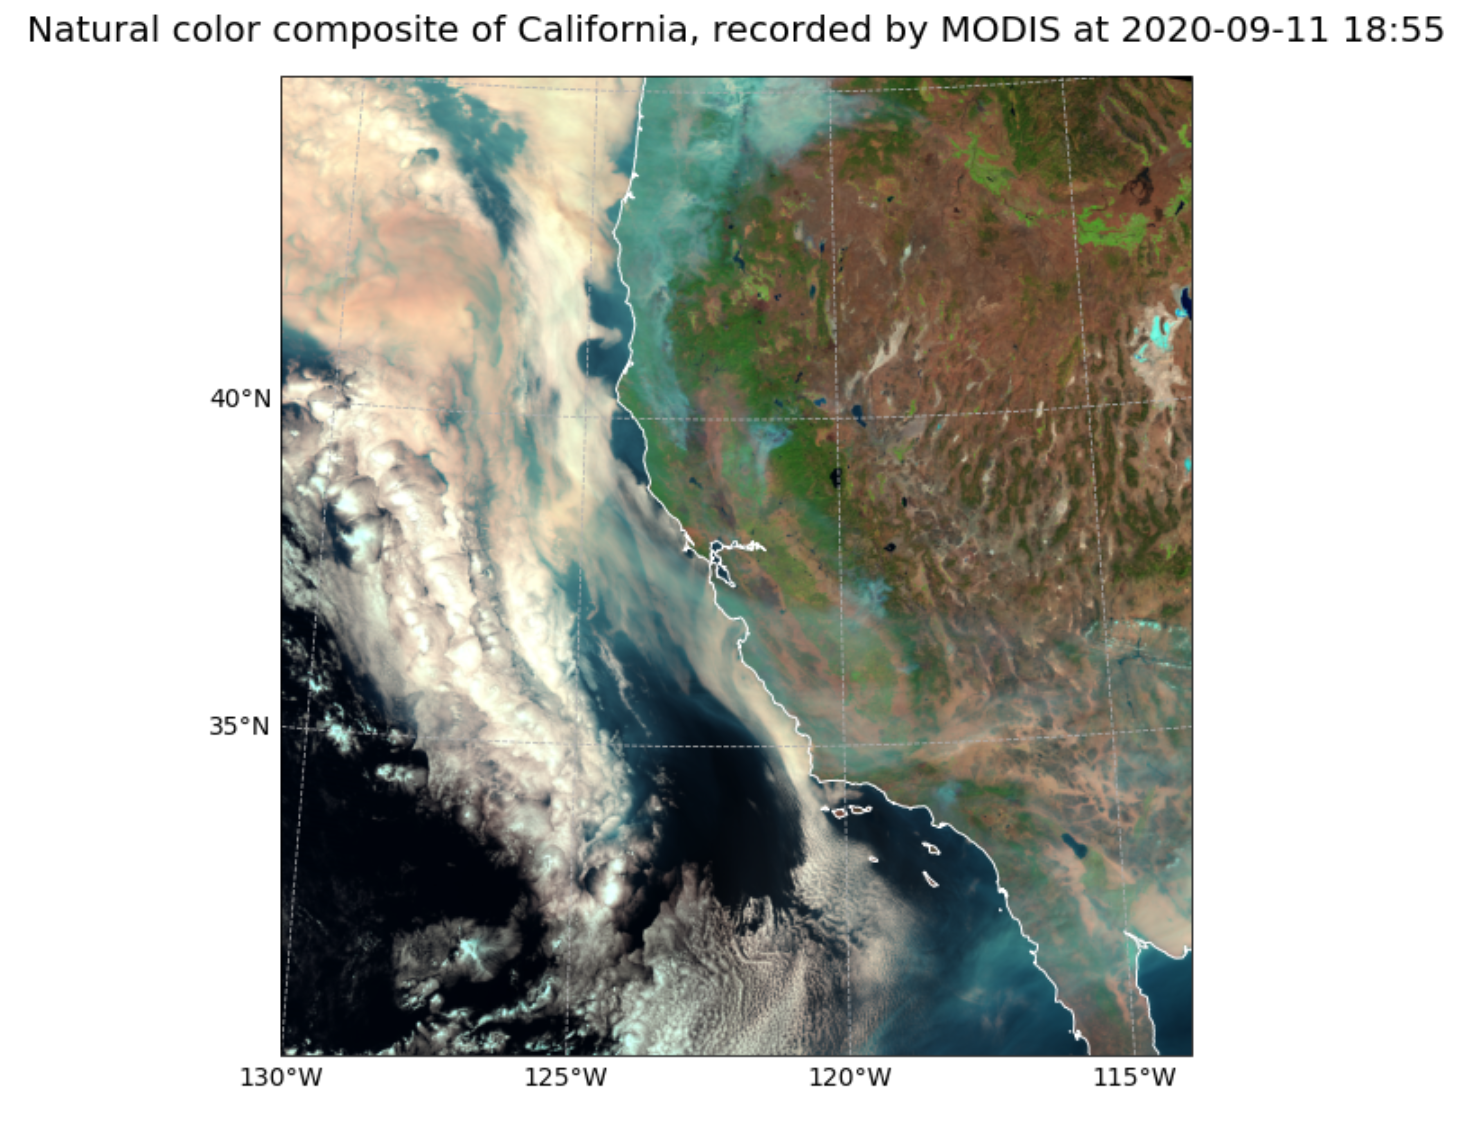 Natural color composite of California, recorded by MODIS at 2020-09-11 18:55
40°N
35°N
130°W 125°W 120°W 115°W